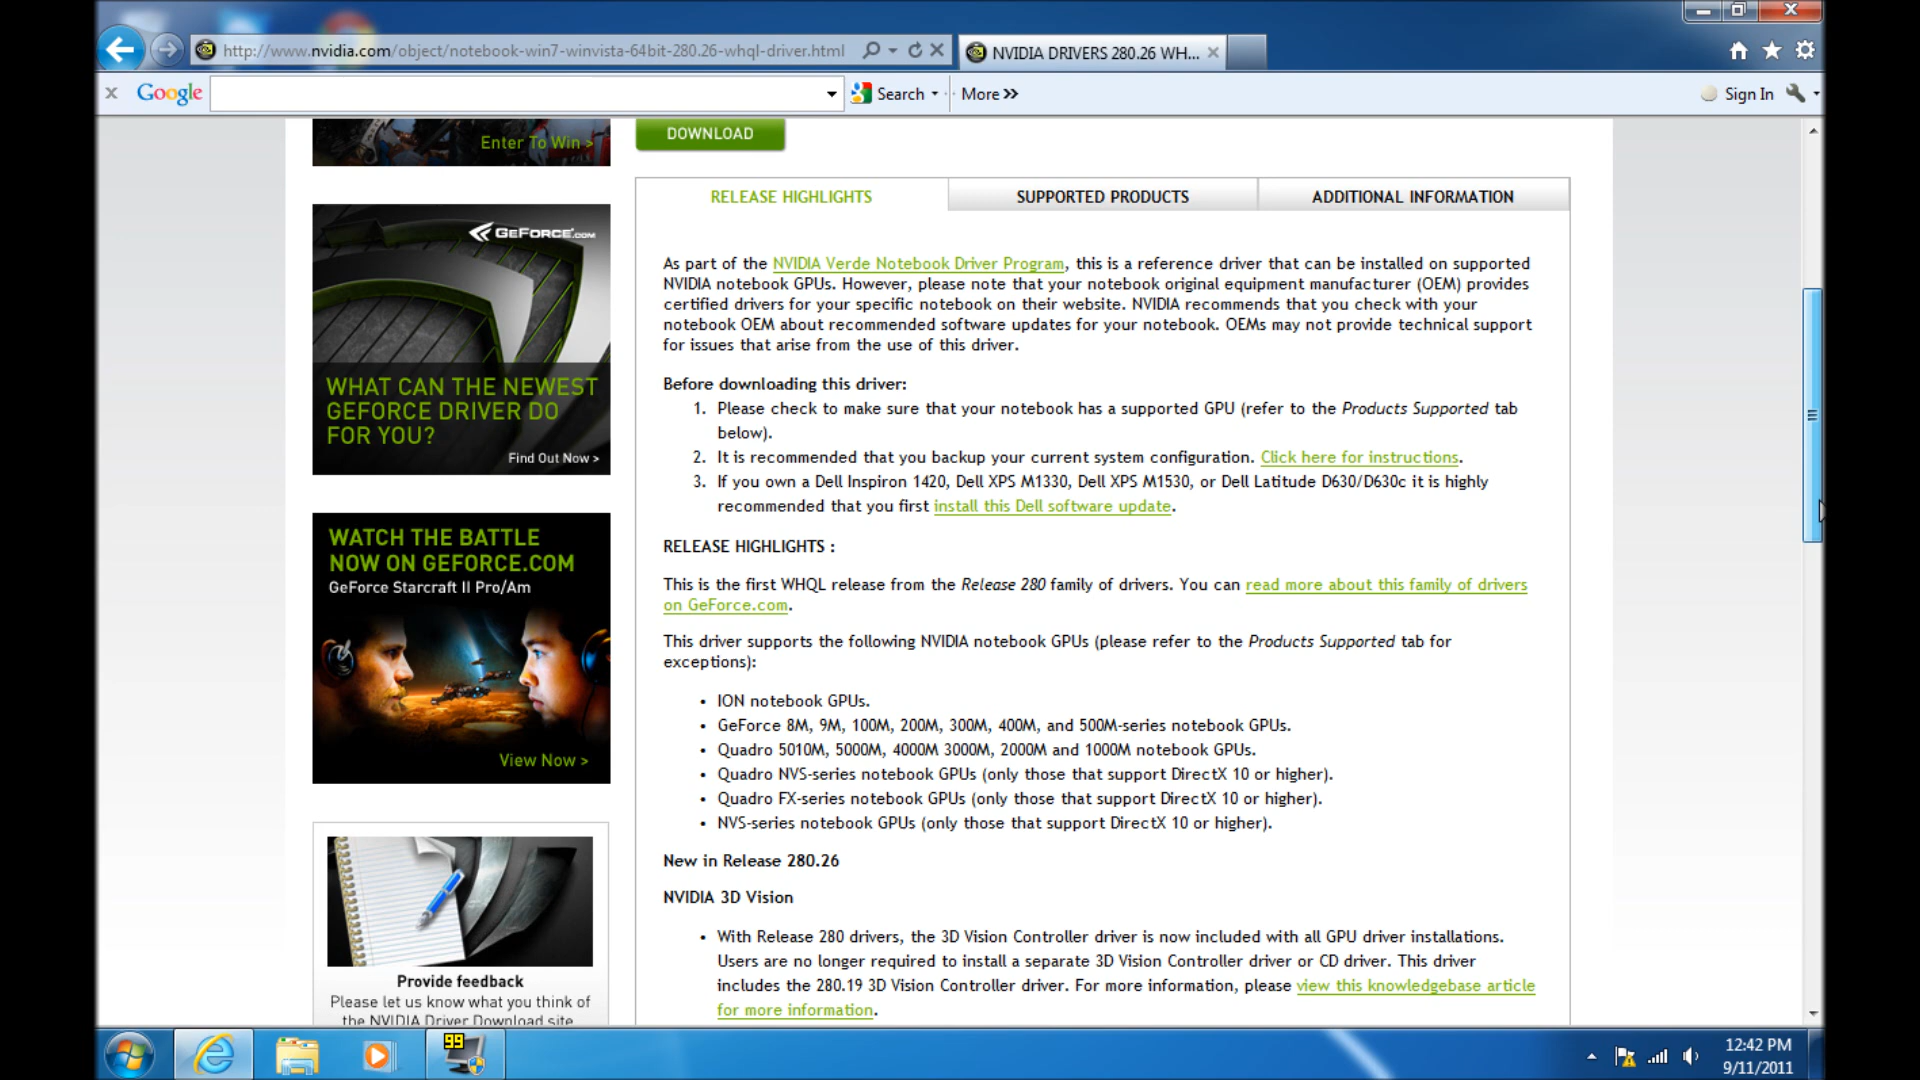 http://www.nvidia.com/object/notebook-win7-winvista-64bit-280.26-whql-driver.html
NVIDIA DRIVERS 280.26 WH...
Google
Search
More
Sign In
Enter To Win >
DOWNLOAD
RELEASE HIGHLIGHTS
SUPPORTED PRODUCTS
ADDITIONAL INFORMATION
GEFORCE.COM
WHAT CAN THE NEWEST
GEFORCE DRIVER DO
FOR YOU?
Find Out Now >
WATCH THE BATTLE
NOW ON GEFORCE.COM
GeForce Starcraft II Pro/Am
View Now >
Provide feedback
Please let us know what you think of
the NVIDIA Driver Download site
As part of the NVIDIA Verde Notebook Driver Program, this is a reference driver that can be installed on supported
NVIDIA notebook GPUs. However, please note that your notebook original equipment manufacturer (OEM) provides
certified drivers for your specific notebook on their website. NVIDIA recommends that you check with your
notebook OEM about recommended software updates for your notebook. OEMs may not provide technical support
for issues that arise from the use of this driver.
Before downloading this driver:
1. Please check to make sure that your notebook has a supported GPU (refer to the Products Supported tab
below).
2. It is recommended that you backup your current system configuration. Click here for instructions.
3. If you own a Dell Inspiron 1420, Dell XPS M1330, Dell XPS M1530, or Dell Latitude D630/D630c it is highly
recommended that you first install this Dell software update.
RELEASE HIGHLIGHTS :
This is the first WHQL release from the Release 280 family of drivers. You can read more about this family of drivers
on GeForce.com.
This driver supports the following NVIDIA notebook GPUs (please refer to the Products Supported tab for
exceptions):
• ION notebook GPUs.
• GeForce 8M, 9M, 100M, 200M, 300M, 400M, and 500M-series notebook GPUs.
• Quadro 5010M, 5000M, 4000M 3000M, 2000M and 1000M notebook GPUs.
• Quadro NVS-series notebook GPUs (only those that support DirectX 10 or higher).
• Quadro FX-series notebook GPUs (only those that support DirectX 10 or higher).
• NVS-series notebook GPUs (only those that support DirectX 10 or higher).
New in Release 280.26
NVIDIA 3D Vision
• With Release 280 drivers, the 3D Vision Controller driver is now included with all GPU driver installations.
Users are no longer required to install a separate 3D Vision Controller driver or CD driver. This driver
includes the 280.19 3D Vision Controller driver. For more information, please view this knowledgebase article
for more information.
99
12:42 PM
9/11/2011